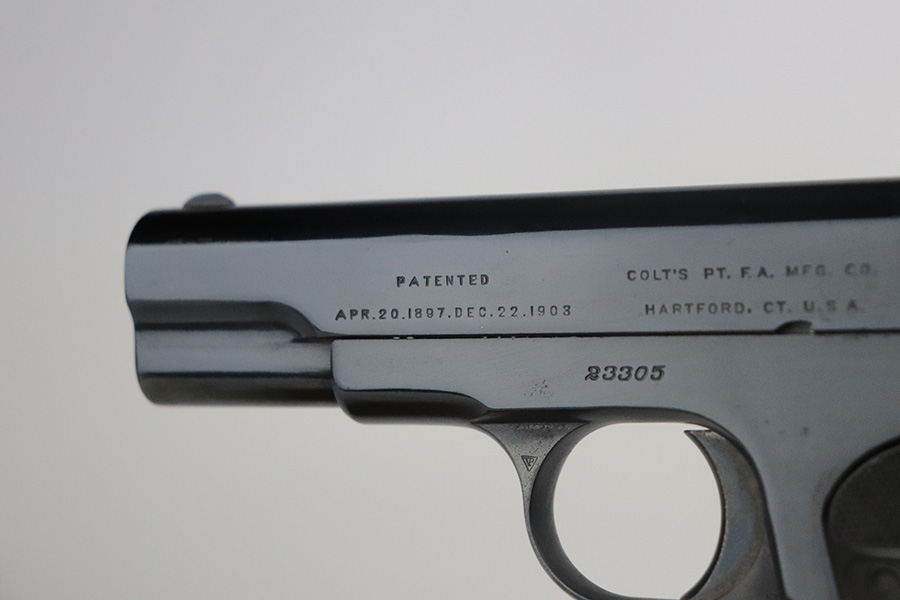 PATENTED
APR.20.1897.DEC.22.1903
COLT'S PT. F.A. MFG. CO.
HARTFORD, CT. U.S.A.
23305